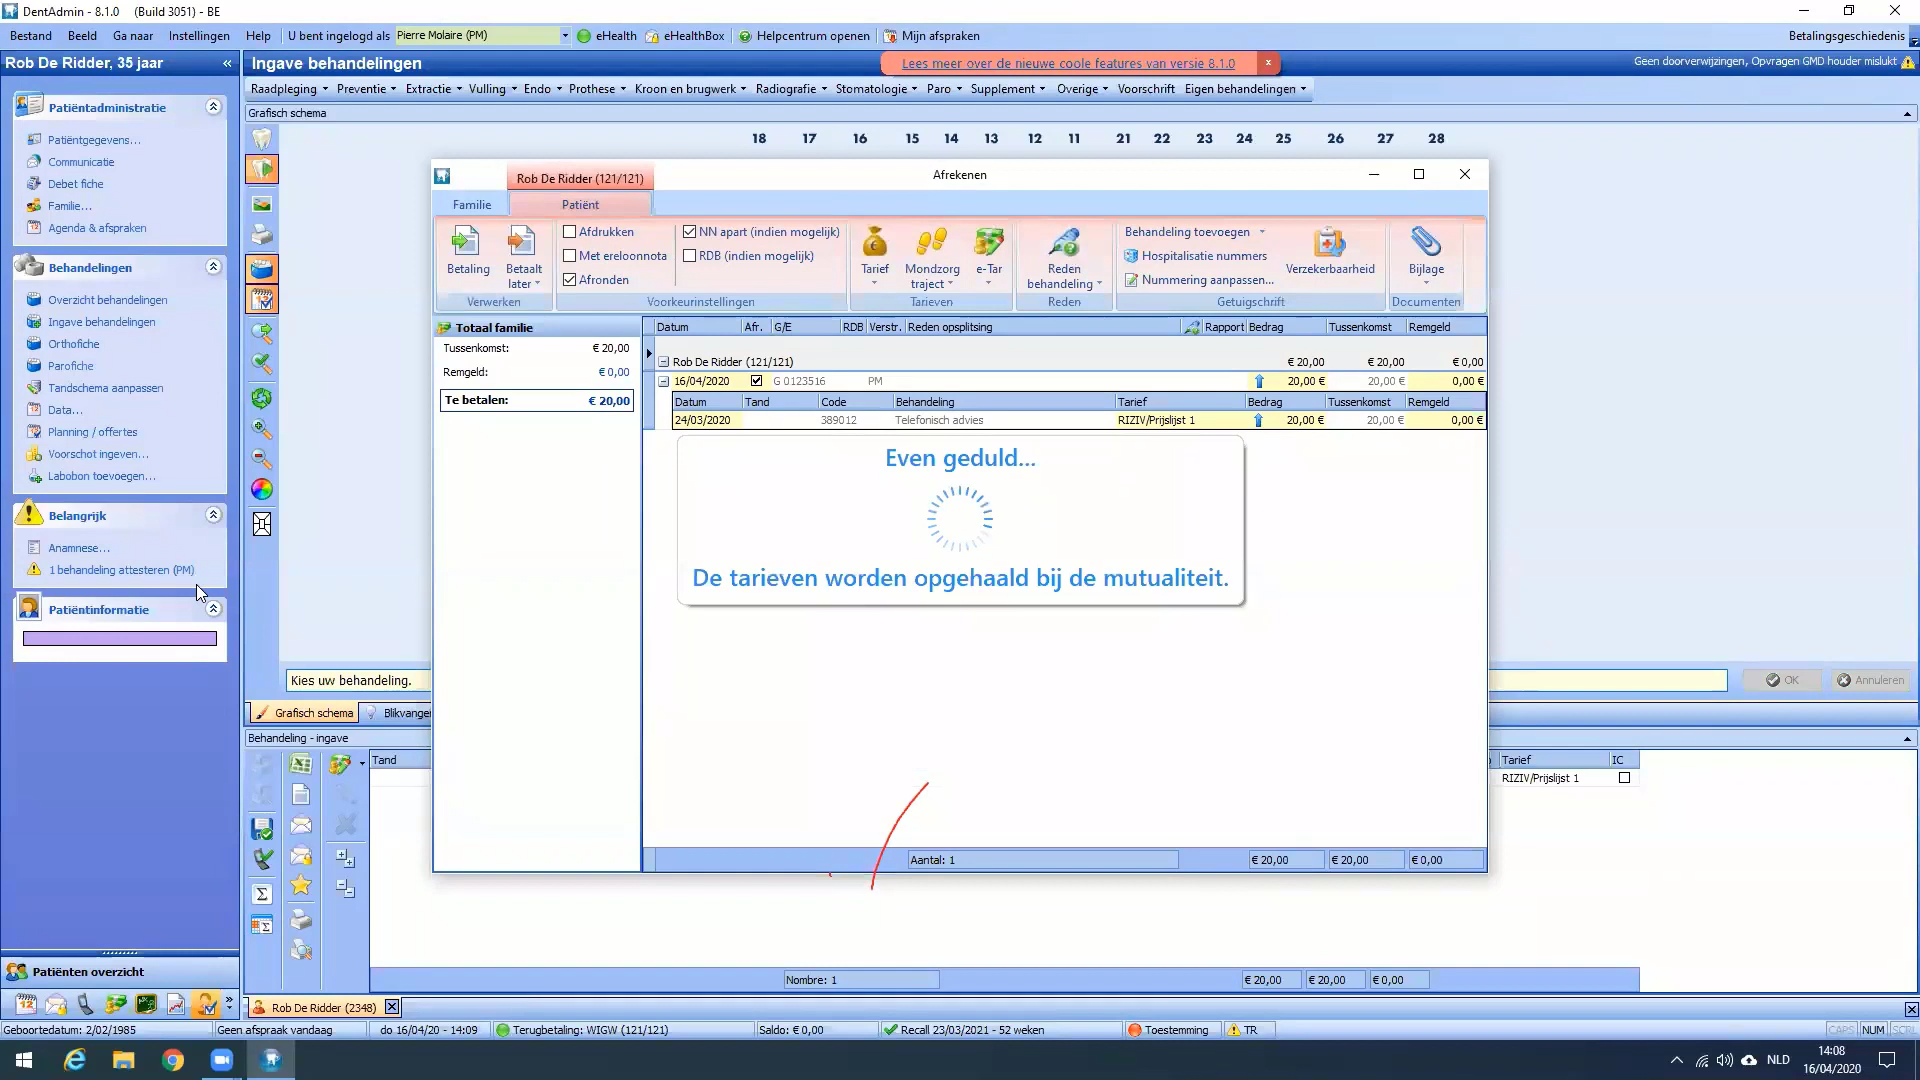 DentAdmin - 8.1.0 (Build 3051) - BE
Bestand Beeld Ga naar Instellingen Help U bent ingelogd als Pierre Molaire (PM) eHealth eHealthBox Helpcentrum openen Mijn afspraken Betalingsgeschiedenis
Rob De Ridder, 35 jaar «
Ingave behandelingen
Lees meer over de nieuwe coole features van versie 8.1.0 x
Geen doorverwijzingen, Opvragen GMD houder mislukt
Raadpleging Preventie Extractie Vulling Endo Prothese Kroon en brugwerk Radiografie Stomatologie Paro Supplement Overige Voorschrift Eigen behandelingen
Grafisch schema
18 17 16 15 14 13 12 11 21 22 23 24 25 26 27 28
Patiëntadministratie
Patiëntgegevens...
Communicatie
Debet fiche
Familie...
Agenda & afspraken
Behandelingen
Overzicht behandelingen
Ingave behandelingen
Orthofiche
Parofiche
Tandschema aanpassen
Data...
Planning / offertes
Voorschot ingeven...
Labobon toevoegen...
Belangrijk
Anamnese...
1 behandeling attesteren (PM)
Patiëntinformatie
Rob De Ridder (121/121)
Afrekenen
Familie Patiënt
Betaling
Betaalt later
Verwerken
Afdrukken
Met ereloonnota
Afronden
NN apart (indien mogelijk)
RDB (indien mogelijk)
Voorkeurinstellingen
Tarief
Mondzorg traject
e-Tar
Tarieven
Reden behandeling
Reden
Behandeling toevoegen
Hospitalisatie nummers
Nummering aanpassen...
Verzekerbaarheid
Getuigschrift
Bijlage
Documenten
Totaal familie
Tussenkomst: € 20,00
Remgeld: € 0,00
Te betalen: € 20,00
Datum Afr. G/E RDB Verstr. Reden opsplitsing Rapport Bedrag Tussenkomst Remgeld
Rob De Ridder (121/121) € 20,00 € 20,00 € 0,00
16/04/2020 G 0123516 PM 20,00 € 20,00 € 0,00 €
Datum Tand Code Behandeling Tarief Bedrag Tussenkomst Remgeld
24/03/2020 389012 Telefonisch advies RIZIV/Prijslijst 1 20,00 € 20,00 € 0,00 €
Even geduld...
De tarieven worden opgehaald bij de mutualiteit.
Aantal: 1 € 20,00 € 20,00 € 0,00
Kies uw behandeling. OK Annuleren
Grafisch schema Blikvange
Behandeling - ingave
Tand Tarief IC
RIZIV/Prijslijst 1
Nombre: 1 € 20,00 € 20,00 € 0,00
Patiënten overzicht
Rob De Ridder (2348)
Geboortedatum: 2/02/1985 Geen afspraak vandaag do 16/04/20 - 14:09 Terugbetaling: WIGW (121/121) Saldo: € 0,00 Recall 23/03/2021 - 52 weken Toestemming TR CAPS NUM SCRL
NLD
14:08
16/04/2020